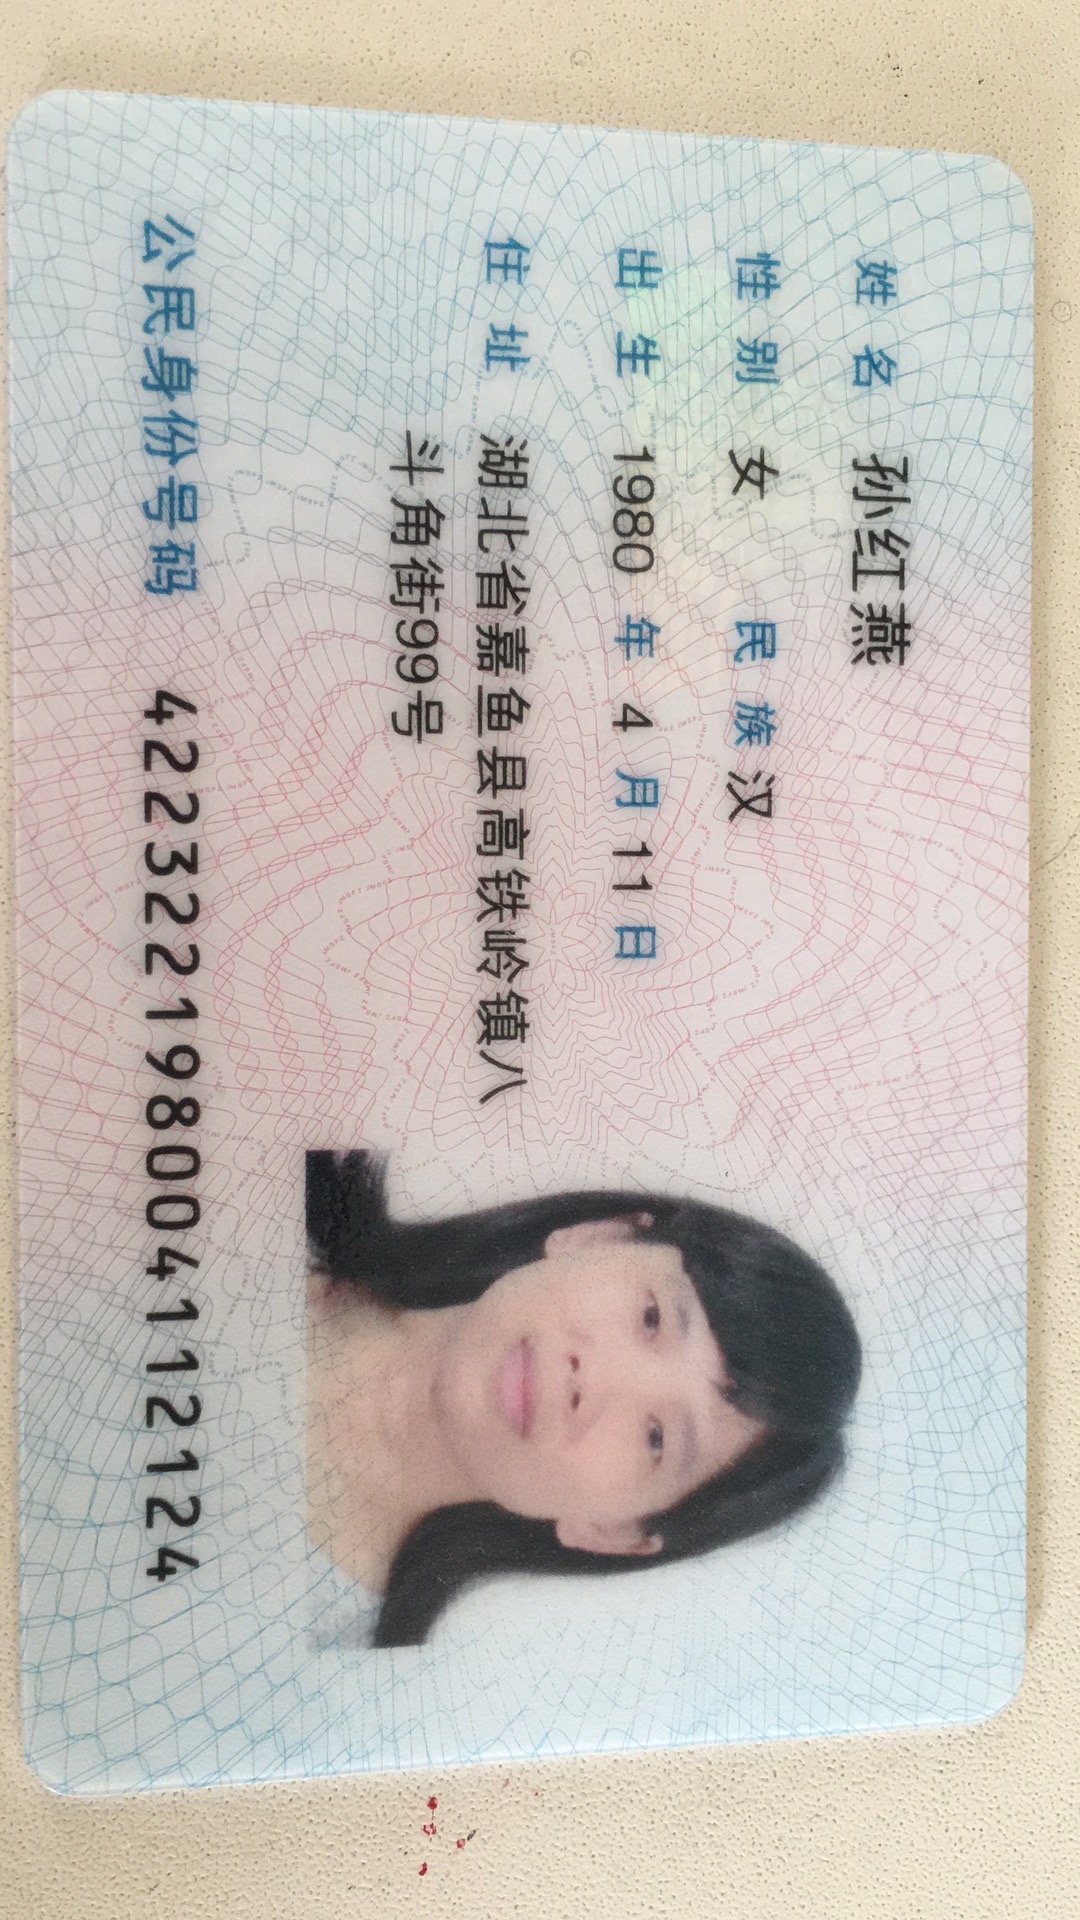 姓名 孙红燕
性别 女 民族 汉
出生 1980 年 4 月 11 日
住址 湖北省嘉鱼县高铁岭镇八
斗角街99号
公民身份号码 422322198004112124